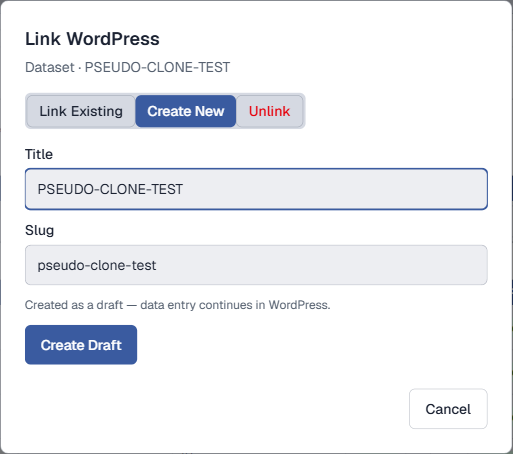 Link WordPress
Dataset · PSEUDO-CLONE-TEST
Link Existing Create New Unlink
Title
PSEUDO-CLONE-TEST
Slug
pseudo-clone-test
Created as a draft — data entry continues in WordPress.
Create Draft
Cancel